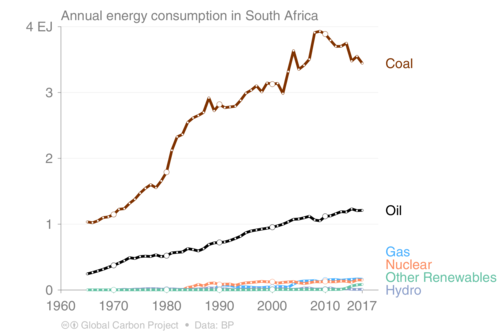 Annual energy consumption in South Africa
4 EJ
Coal
3
2
Oil
1
Gas
Nuclear
Other Renewables
Hydro
0
1960 1970 1980 1990 2000 2010 2017
Global Carbon Project • Data: BP